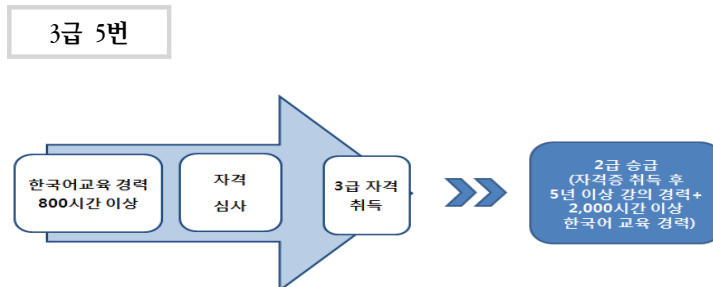 3급 5번
한국어교육 경력
800시간 이상
자격
심사
3급 자격
취득
2급 승급
(자격증 취득 후
5년 이상 강의 경력+
2,000시간 이상
한국어 교육 경력)